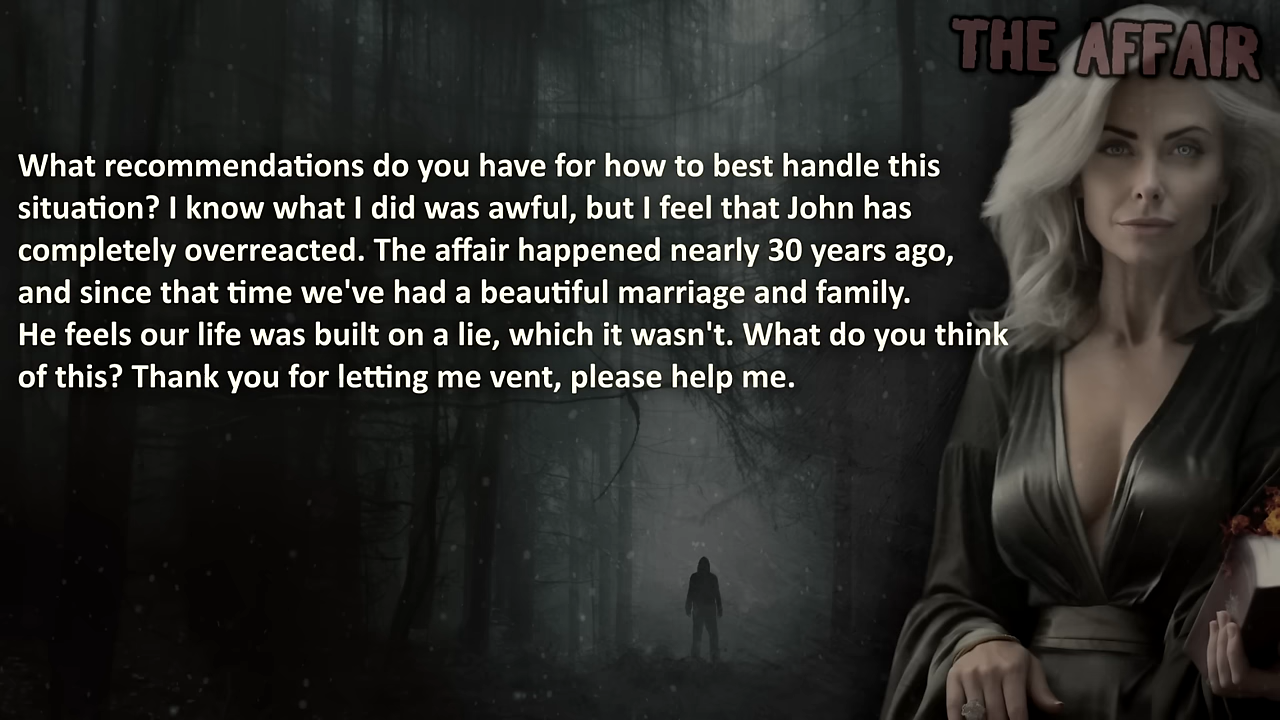 THE AFFAIR
What recommendations do you have for how to best handle this
situation? I know what I did was awful, but I feel that John has
completely overreacted. The affair happened nearly 30 years ago,
and since that time we've had a beautiful marriage and family.
He feels our life was built on a lie, which it wasn't. What do you think
of this? Thank you for letting me vent, please help me.